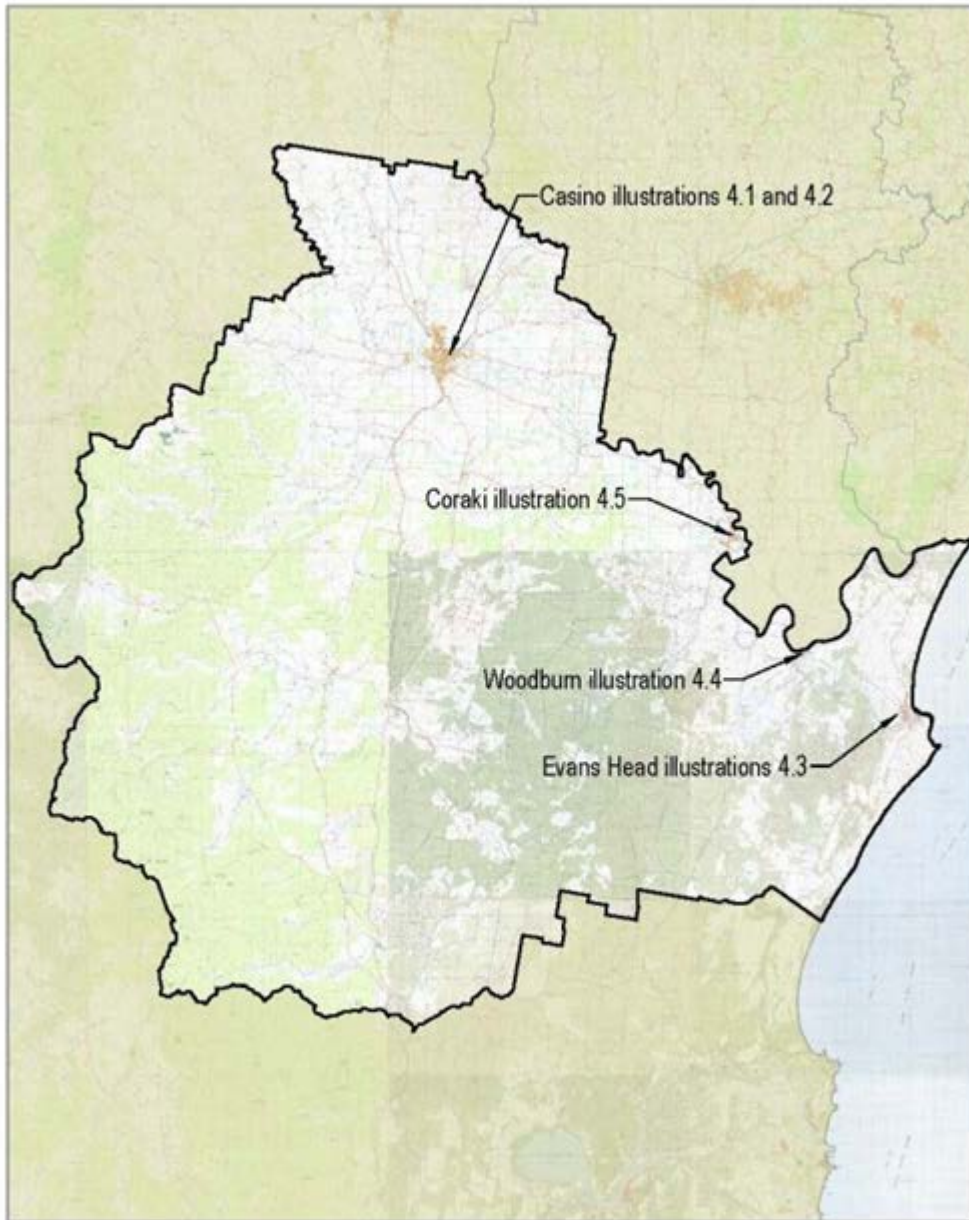 Casino illustrations 4.1 and 4.2
Coraki illustration 4.5
Woodburn illustration 4.4
Evans Head illustrations 4.3